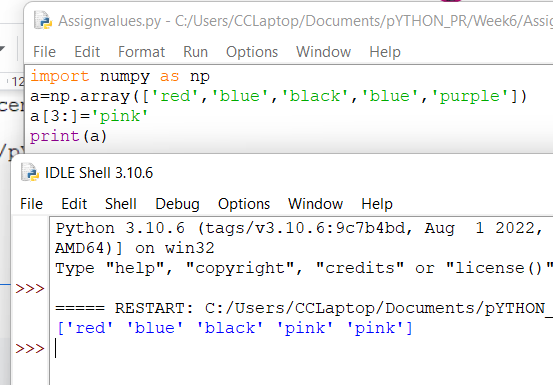 Assignvalues.py - C:/Users/CCLaptop/Documents/pYTHON_PR/Week6/Assi
File Edit Format Run Options Window Help
import numpy as np
a=np.array(['red','blue','black','blue','purple'])
a[3:]='pink'
print(a)
IDLE Shell 3.10.6
File Edit Shell Debug Options Window Help
Python 3.10.6 (tags/v3.10.6:9c7b4bd, Aug  1 2022,
AMD64)] on win32
Type "help", "copyright", "credits" or "license()"
>>>
===== RESTART: C:/Users/CCLaptop/Documents/pYTHON_
['red' 'blue' 'black' 'pink' 'pink']
>>>